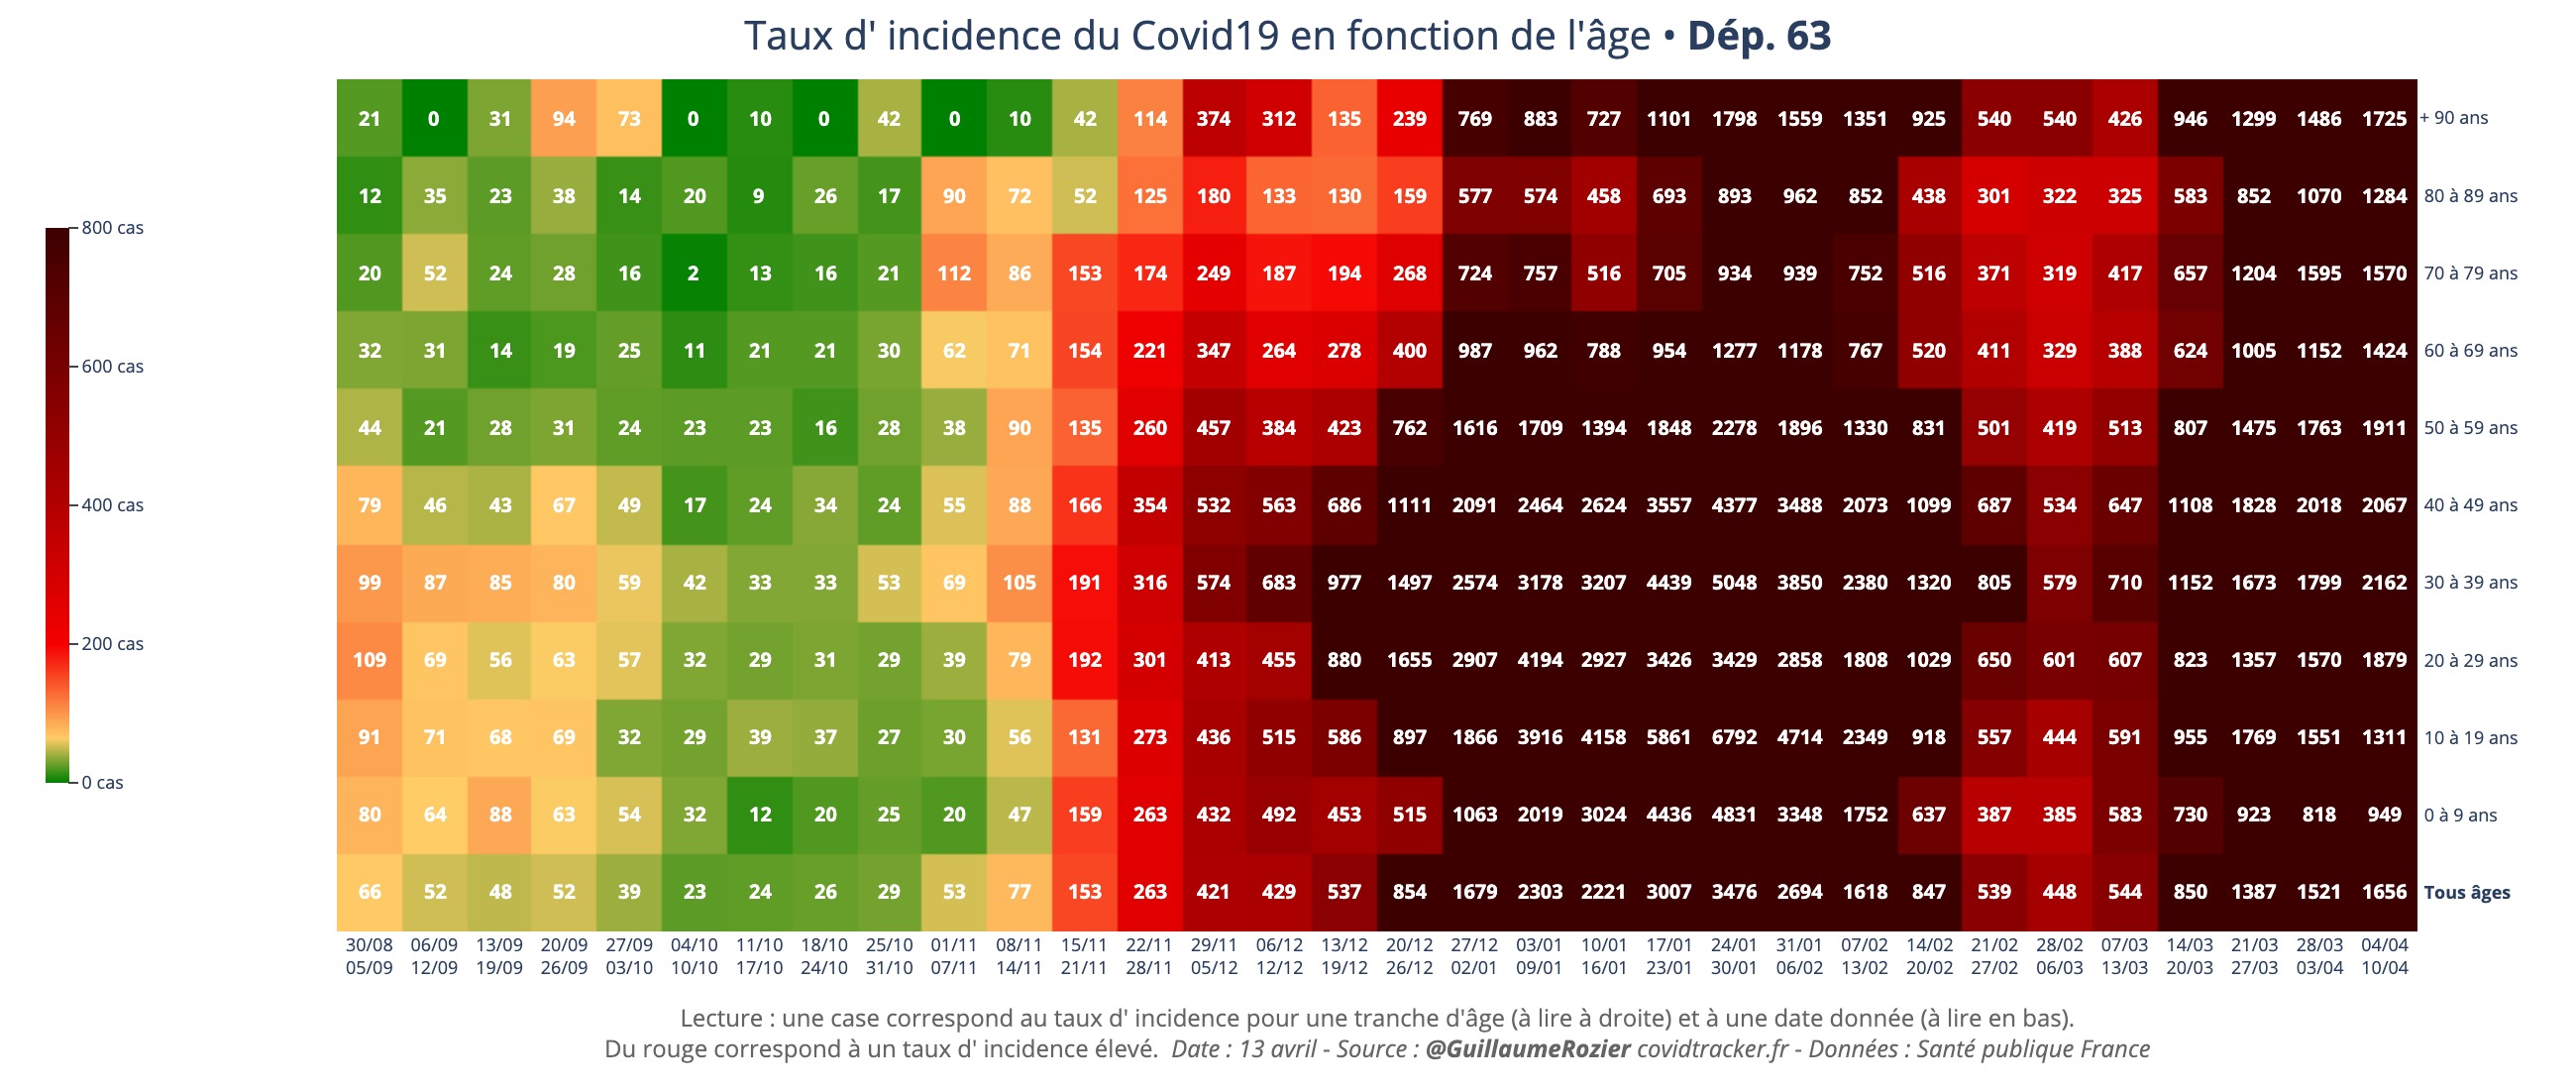 Taux d' incidence du Covid19 en fonction de l'âge • Dép. 63
21 0 31 94 73 0 10 0 42 0 10 42 114 374 312 135 239 769 883 727 1101 1798 1559 1351 925 540 540 426 946 1299 1486 1725 + 90 ans
12 35 23 38 14 20 9 26 17 90 72 52 125 180 133 130 159 577 574 458 693 893 962 852 438 301 322 325 583 852 1070 1284 80 à 89 ans
20 52 24 28 16 2 13 16 21 112 86 153 174 249 187 194 268 724 757 516 705 934 939 752 516 371 319 417 657 1204 1595 1570 70 à 79 ans
32 31 14 19 25 11 21 21 30 62 71 154 221 347 264 278 400 987 962 788 954 1277 1178 767 520 411 329 388 624 1005 1152 1424 60 à 69 ans
44 21 28 31 24 23 23 16 28 38 90 135 260 457 384 423 762 1616 1709 1394 1848 2278 1896 1330 831 501 419 513 807 1475 1763 1911 50 à 59 ans
79 46 43 67 49 17 24 34 24 55 88 166 354 532 563 686 1111 2091 2464 2624 3557 4377 3488 2073 1099 687 534 647 1108 1828 2018 2067 40 à 49 ans
99 87 85 80 59 42 33 33 53 69 105 191 316 574 683 977 1497 2574 3178 3207 4439 5048 3850 2380 1320 805 579 710 1152 1673 1799 2162 30 à 39 ans
109 69 56 63 57 32 29 31 29 39 79 192 301 413 455 880 1655 2907 4194 2927 3426 3429 2858 1808 1029 650 601 607 823 1357 1570 1879 20 à 29 ans
91 71 68 69 32 29 39 37 27 30 56 131 273 436 515 586 897 1866 3916 4158 5861 6792 4714 2349 918 557 444 591 955 1769 1551 1311 10 à 19 ans
80 64 88 63 54 32 12 20 25 20 47 159 263 432 492 453 515 1063 2019 3024 4436 4831 3348 1752 637 387 385 583 730 923 818 949 0 à 9 ans
66 52 48 52 39 23 24 26 29 53 77 153 263 421 429 537 854 1679 2303 2221 3007 3476 2694 1618 847 539 448 544 850 1387 1521 1656 Tous âges
30/08 06/09 13/09 20/09 27/09 04/10 11/10 18/10 25/10 01/11 08/11 15/11 22/11 29/11 06/12 13/12 20/12 27/12 03/01 10/01 17/01 24/01 31/01 07/02 14/02 21/02 28/02 07/03 14/03 21/03 28/03 04/04
05/09 12/09 19/09 26/09 03/10 10/10 17/10 24/10 31/10 07/11 14/11 21/11 28/11 05/12 12/12 19/12 26/12 02/01 09/01 16/01 23/01 30/01 06/02 13/02 20/02 27/02 06/03 13/03 20/03 27/03 03/04 10/04
800 cas
600 cas
400 cas
200 cas
0 cas
Lecture : une case correspond au taux d' incidence pour une tranche d'âge (à lire à droite) et à une date donnée (à lire en bas).
Du rouge correspond à un taux d' incidence élevé. Date : 13 avril - Source : @GuillaumeRozier covidtracker.fr - Données : Santé publique France